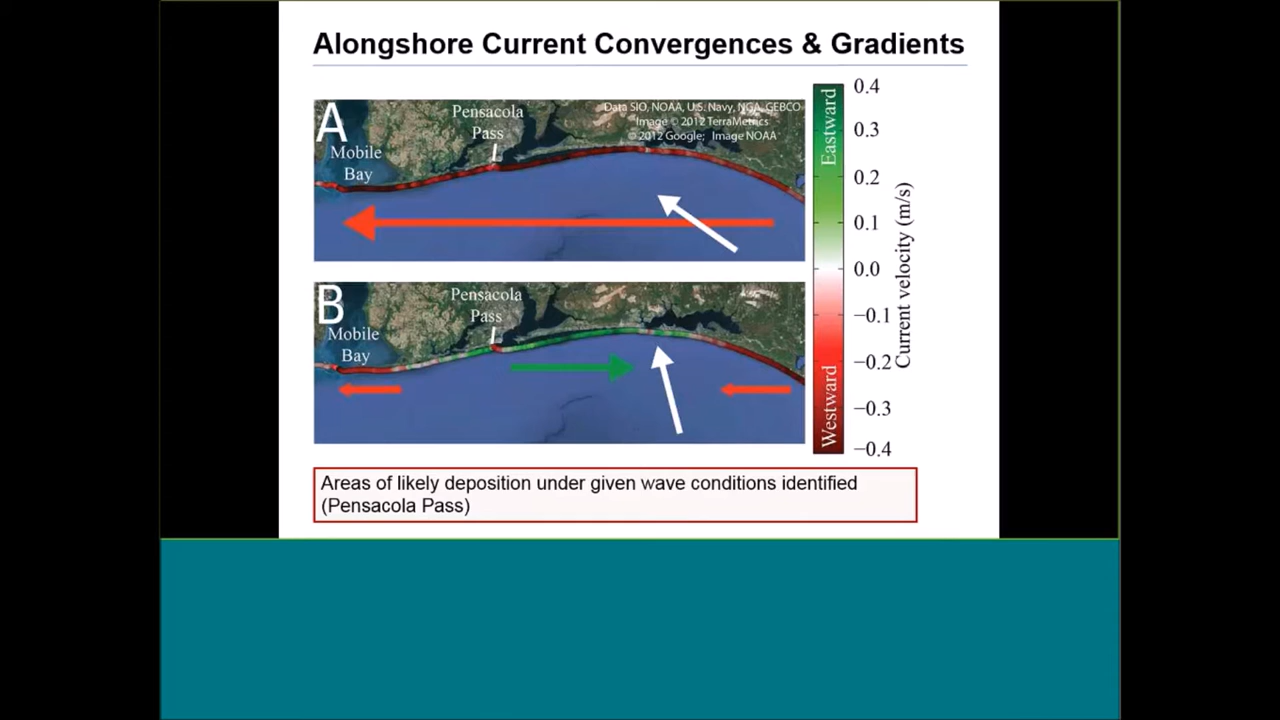 Alongshore Current Convergences & Gradients
A
Pensacola
Pass
Mobile
Bay
Data SIO, NOAA, U.S. Navy, NGA, GEBCO
Image © 2012 TerraMetrics
© 2012 Google; Image NOAA
B
Pensacola
Pass
Mobile
Bay
Eastward
Westward
0.4
0.3
0.2
0.1
0.0
−0.1
−0.2
−0.3
−0.4
Current velocity (m/s)
Areas of likely deposition under given wave conditions identified
(Pensacola Pass)